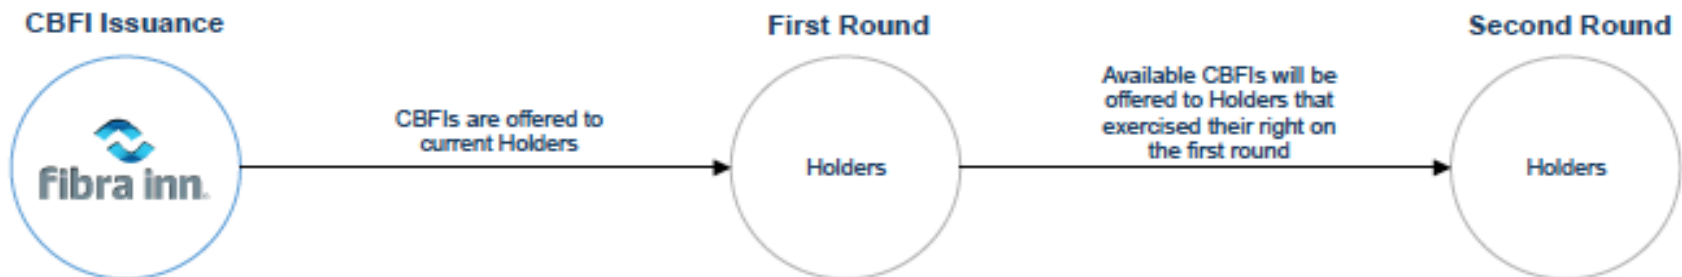 CBFI Issuance
First Round
Second Round
fibra inn.
CBFIs are offered to
current Holders
Holders
Available CBFIs will be
offered to Holders that
exercised their right on
the first round
Holders